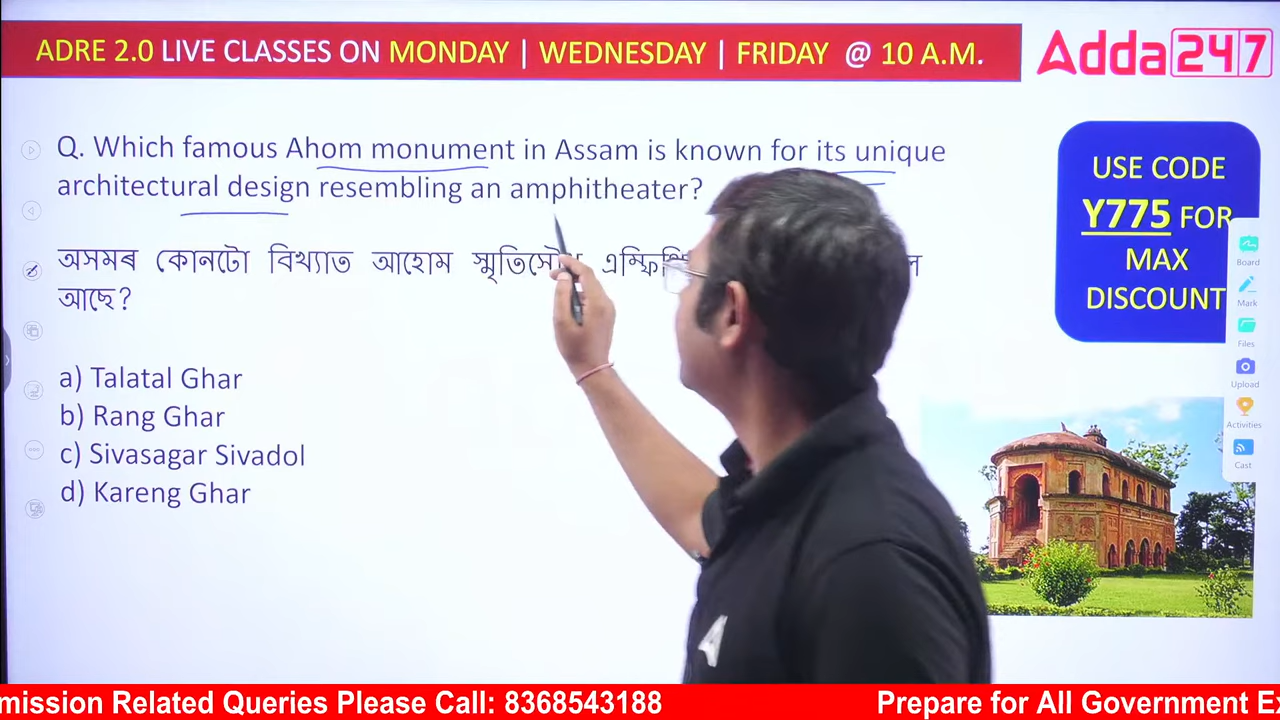 ADRE 2.0 LIVE CLASSES ON MONDAY | WEDNESDAY | FRIDAY @ 10 A.M.
Adda247
Q. Which famous Ahom monument in Assam is known for its unique
architectural design resembling an amphitheater?
অসমৰ কোনটো বিখ্যাত আহোম
আছে?
a) Talatal Ghar
b) Rang Ghar
c) Sivasagar Sivadol
d) Kareng Ghar
USE CODE
Y775 FOR
MAX
DISCOUNT
Board
Mark
Files
Upload
Activities
Cast
mission Related Queries Please Call: 8368543188 Prepare for All Government Ex